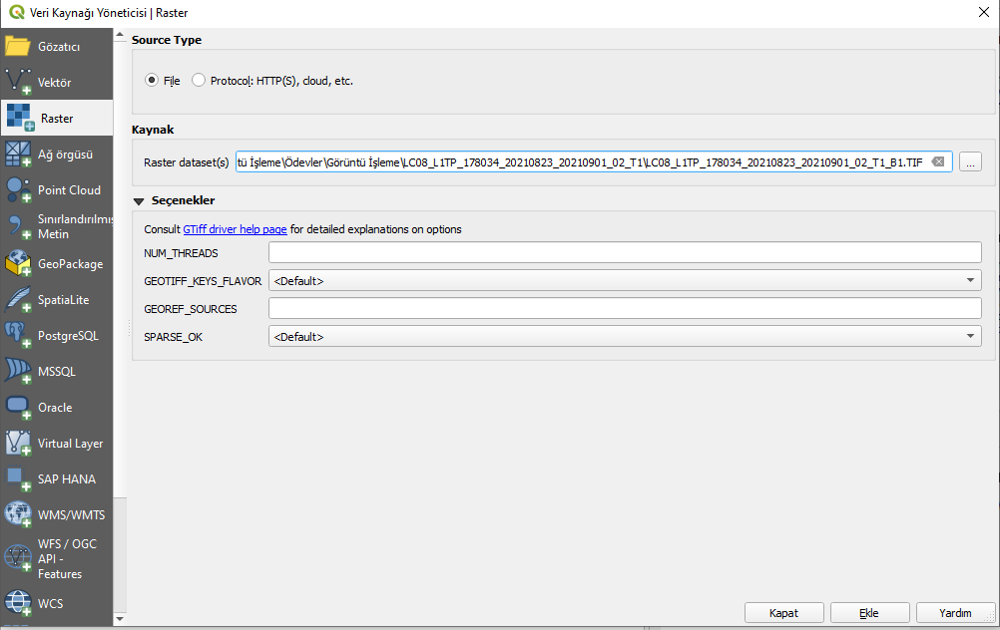 Veri Kaynağı Yöneticisi | Raster
Gözatıcı
Vektör
Raster
Ağ örgüsü
Point Cloud
Sınırlandırılmış
Metin
GeoPackage
SpatiaLite
PostgreSQL
MSSQL
Oracle
Virtual Layer
SAP HANA
WMS/WMTS
WFS / OGC
API -
Features
WCS
Source Type
File Protocol: HTTP(S), cloud, etc.
Kaynak
Raster dataset(s) tü İşleme\Ödevler\Görüntü İşleme\LC08_L1TP_178034_20210823_20210901_02_T1\LC08_L1TP_178034_20210823_20210901_02_T1_B1.TIF ...
Seçenekler
Consult GTiff driver help page for detailed explanations on options
NUM_THREADS
GEOTIFF_KEYS_FLAVOR <Default>
GEOREF_SOURCES
SPARSE_OK <Default>
Kapat Ekle Yardım